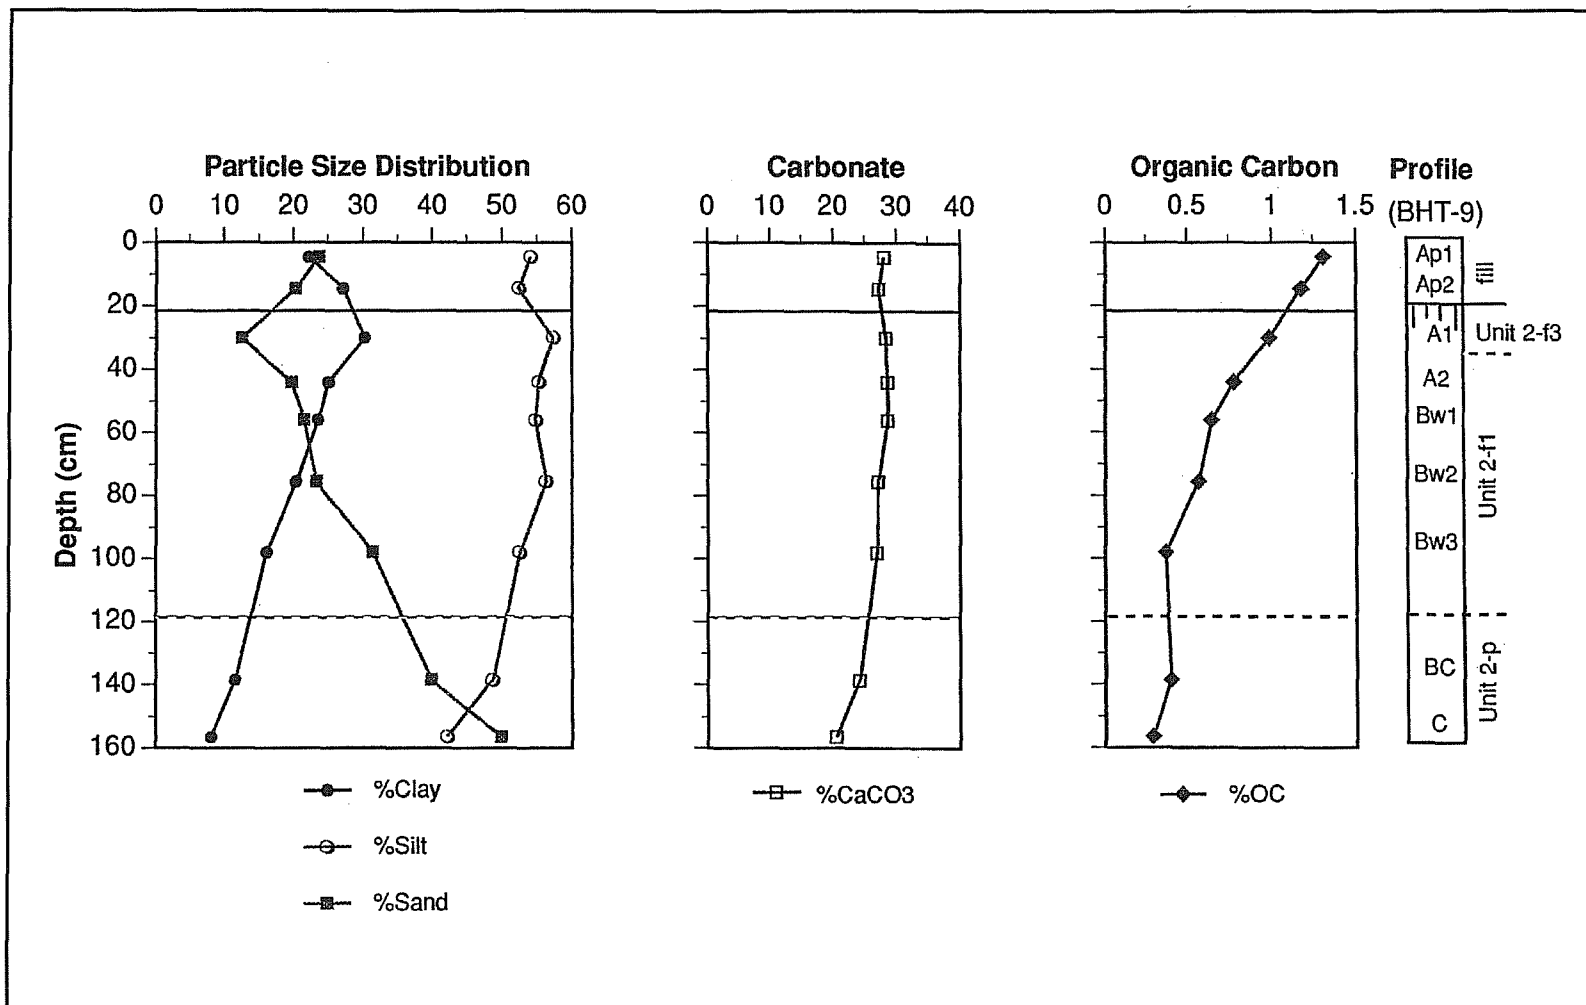 Particle Size Distribution
Carbonate
Organic Carbon
Profile
(BHT-9)
0 10 20 30 40 50 60
0 10 20 30 40
0 0.5 1 1.5
Depth (cm)
0
20
40
60
80
100
120
140
160
Ap1
Ap2
A1
A2
Bw1
Bw2
Bw3
BC
C
fill
Unit 2-f3
Unit 2-f1
Unit 2-p
%Clay
%Silt
%Sand
%CaCO3
%OC